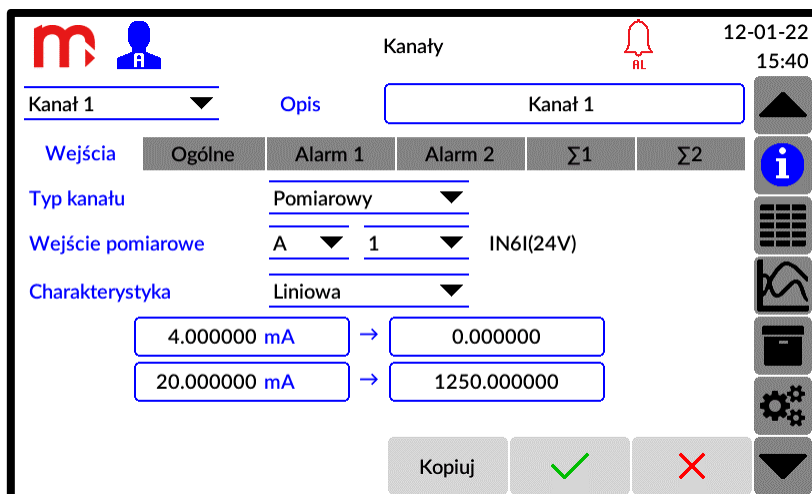 m
A
Kanały
AL
12-01-22
15:40
Kanał 1
Opis
Kanał 1
Wejścia Ogólne Alarm 1 Alarm 2 ∑1 ∑2
Typ kanału Pomiarowy
Wejście pomiarowe A 1 IN6I(24V)
Charakterystyka Liniowa
4.000000 mA → 0.000000
20.000000 mA → 1250.000000
Kopiuj